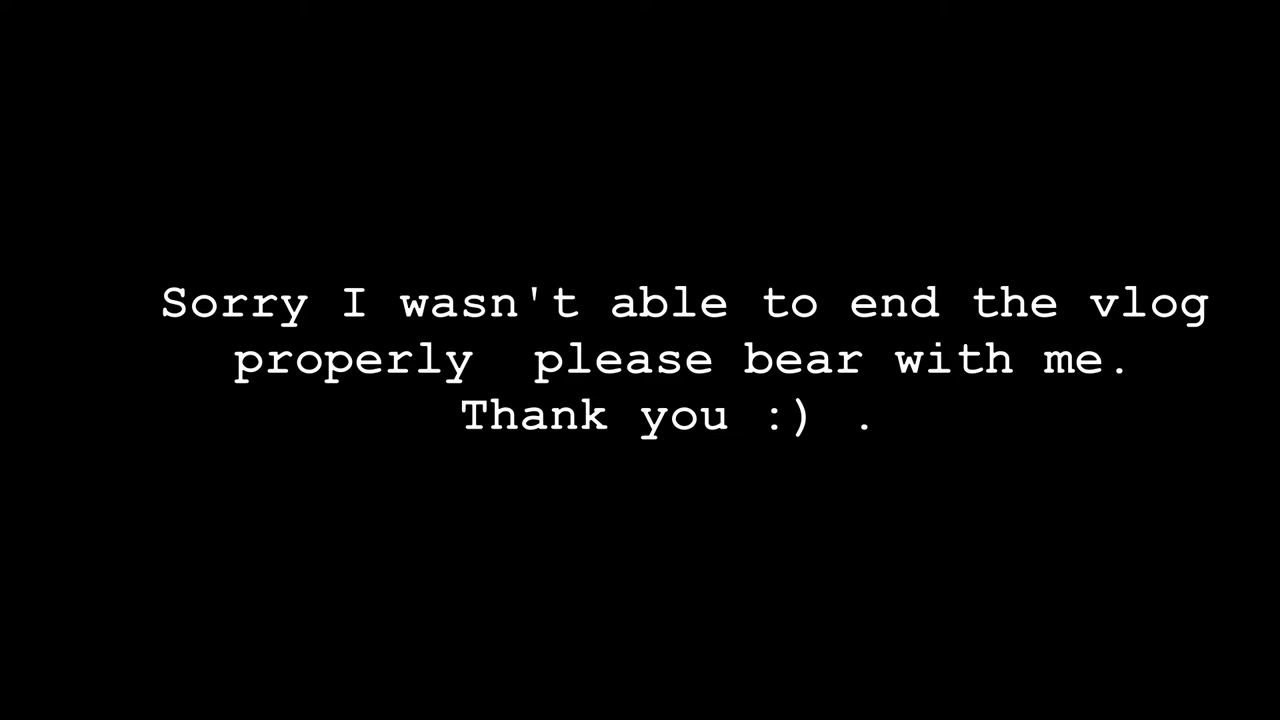 Sorry I wasn't able to end the vlog
properly  please bear with me.
Thank you :) .